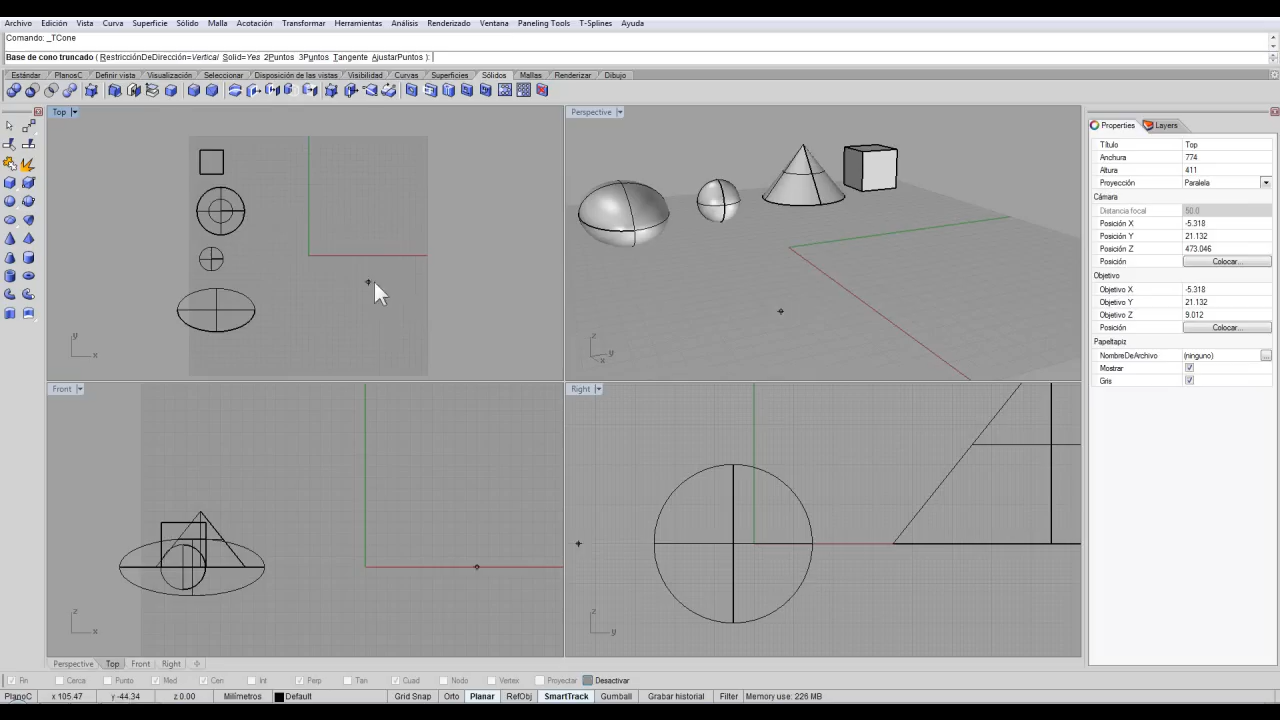 Archivo Edición Vista Curva Superficie Sólido Malla Acotación Transformar Herramientas Análisis Renderizado Ventana Paneling Tools T-Splines Ayuda
Comando: _TCone
Base de cono truncado ( RestricciónDeDirección=Vertical Solid=Yes 2Puntos 3Puntos Tangente AjustarPuntos ):
Estándar PlanosC Definir vista Visualización Seleccionar Disposición de las vistas Visibilidad Curvas Superficies Sólidos Mallas Renderizar Dibujo
Top
Perspective
Properties Layers
Título Top
Anchura 774
Altura 411
Proyección Paralela
Cámara
Distancia focal 50.0
Posición X -5.318
Posición Y 21.132
Posición Z 473.046
Posición Colocar...
Objetivo
Objetivo X -5.318
Objetivo Y 21.132
Objetivo Z 9.012
Posición Colocar...
Papeltapiz
NombreDeArchivo (ninguno) ...
Mostrar
Gris
y
x
z
y
x
Front
Right
z
x
z
y
Perspective Top Front Right
Fin Cerca Punto Med Cen Int Perp Tan Cuad Nodo Vertex Proyectar Desactivar
PlanoC x 105.47 y -44.34 z 0.00 Milímetros Default Grid Snap Orto Planar RefObj SmartTrack Gumball Grabar historial Filter Memory use: 226 MB